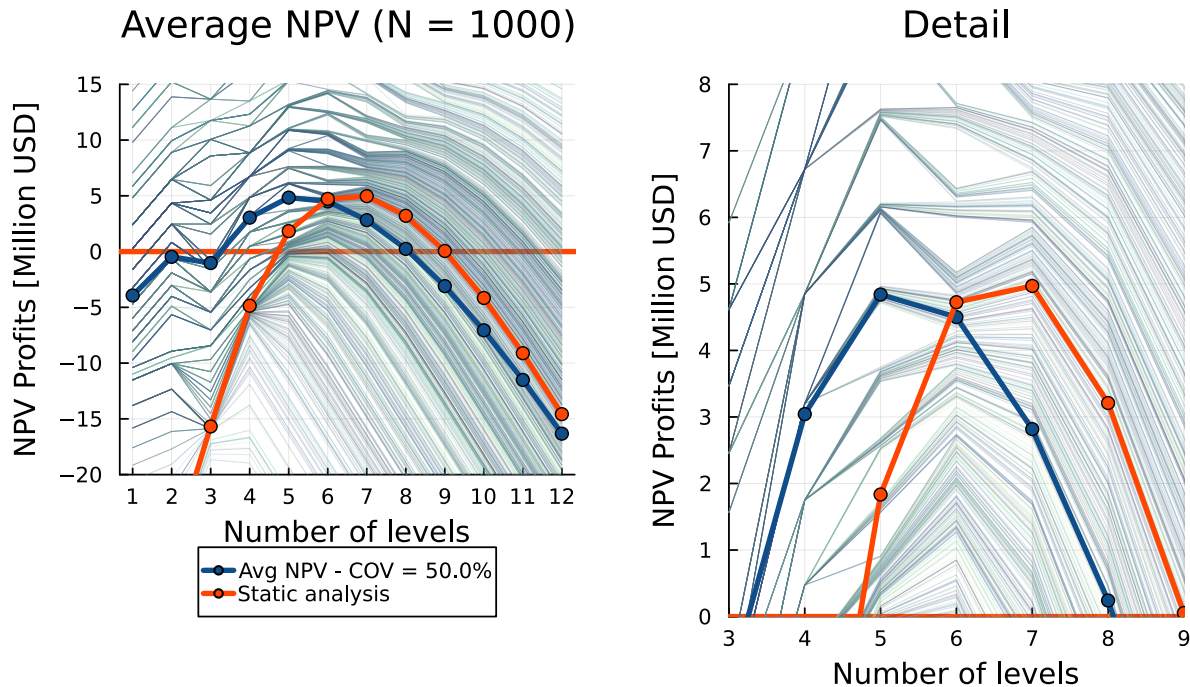 Average NPV (N = 1000)
NPV Profits [Million USD]
15
10
5
0
−5
−10
−15
−20
1 2 3 4 5 6 7 8 9 10 11 12
Number of levels
Avg NPV - COV = 50.0%
Static analysis
Detail
NPV Profits [Million USD]
8
7
6
5
4
3
2
1
0
3 4 5 6 7 8 9
Number of levels